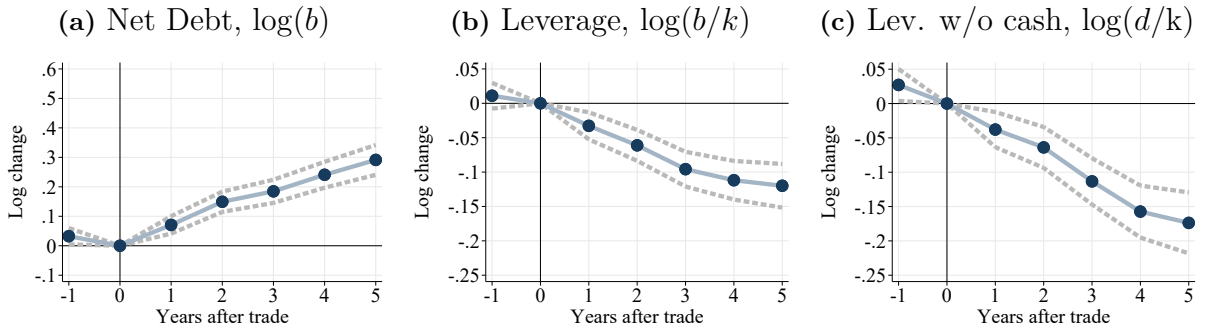 (a) Net Debt, log(b)
.6
.5
.4
.3
.2
.1
0
-.1
Log change
-1 0 1 2 3 4 5
Years after trade
(b) Leverage, log(b/k)
.05
0
-.05
-.1
-.15
-.2
-.25
Log change
-1 0 1 2 3 4 5
Years after trade
(c) Lev. w/o cash, log(d/k)
.05
0
-.05
-.1
-.15
-.2
-.25
Log change
-1 0 1 2 3 4 5
Years after trade